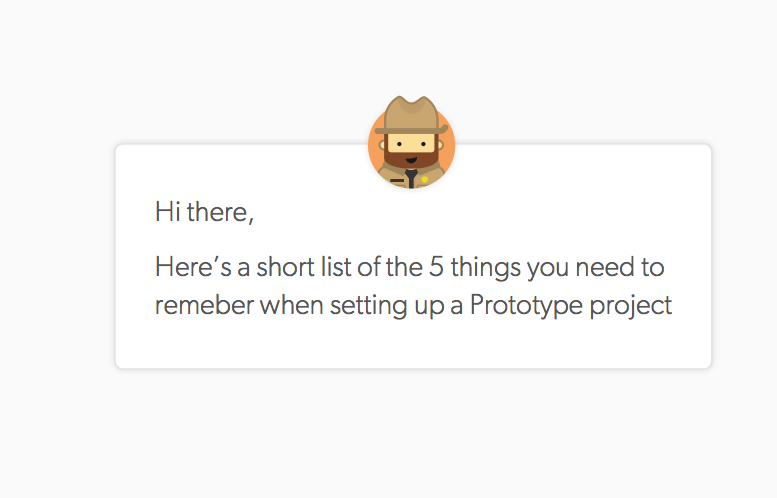 Hi there,
Here's a short list of the 5 things you need to
remeber when setting up a Prototype project